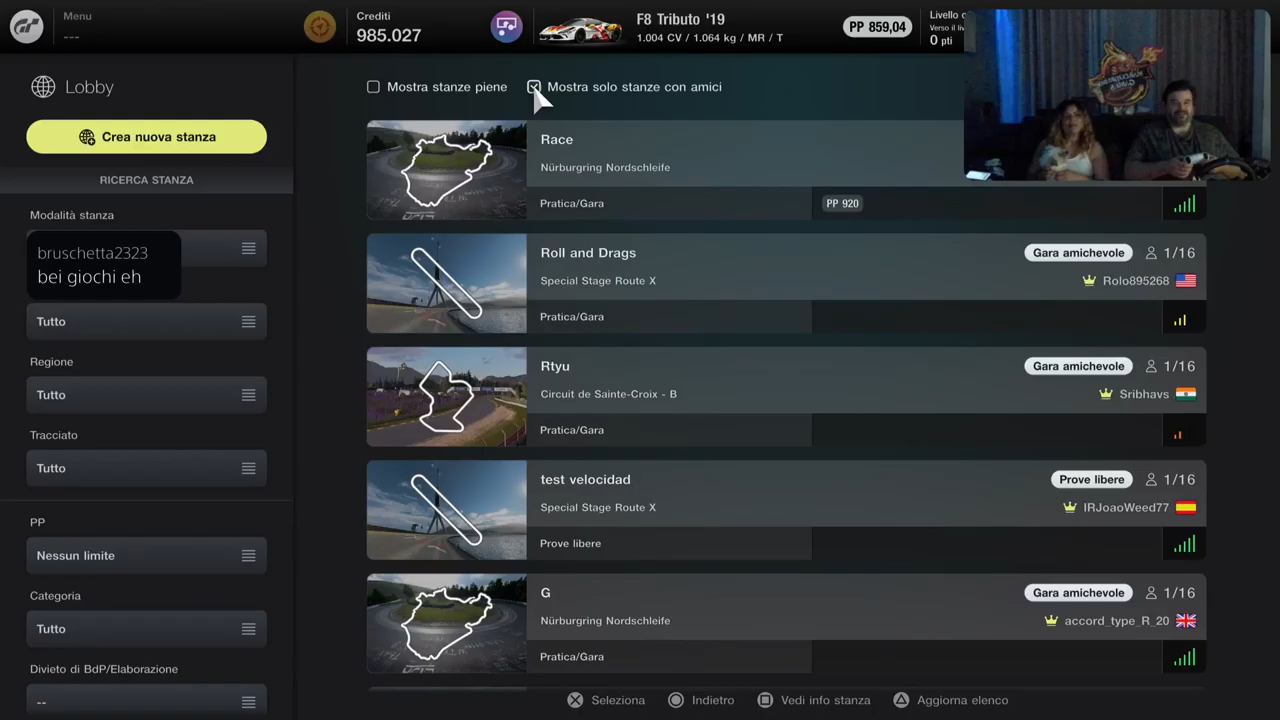 Menu
---
Crediti
985.027
F8 Tributo '19
1.004 CV / 1.064 kg / MR / T
PP 859,04
Livello
Verso il liv
0 pti
Lobby
Crea nuova stanza
RICERCA STANZA
Modalità stanza
bruschetta2323
bei giochi eh
Tutto
Regione
Tutto
Tracciato
Tutto
PP
Nessun limite
Categoria
Tutto
Divieto di BdP/Elaborazione
--
Mostra stanze piene
Mostra solo stanze con amici
Race
Nürburgring Nordschleife
Pratica/Gara
PP 920
Roll and Drags
Gara amichevole
1/16
Special Stage Route X
Rolo895268
Pratica/Gara
Rtyu
Gara amichevole
1/16
Circuit de Sainte-Croix - B
Sribhavs
Pratica/Gara
test velocidad
Prove libere
1/16
Special Stage Route X
IRJoaoWeed77
Prove libere
G
Gara amichevole
1/16
Nürburgring Nordschleife
accord_type_R_20
Pratica/Gara
Seleziona
Indietro
Vedi info stanza
Aggiorna elenco